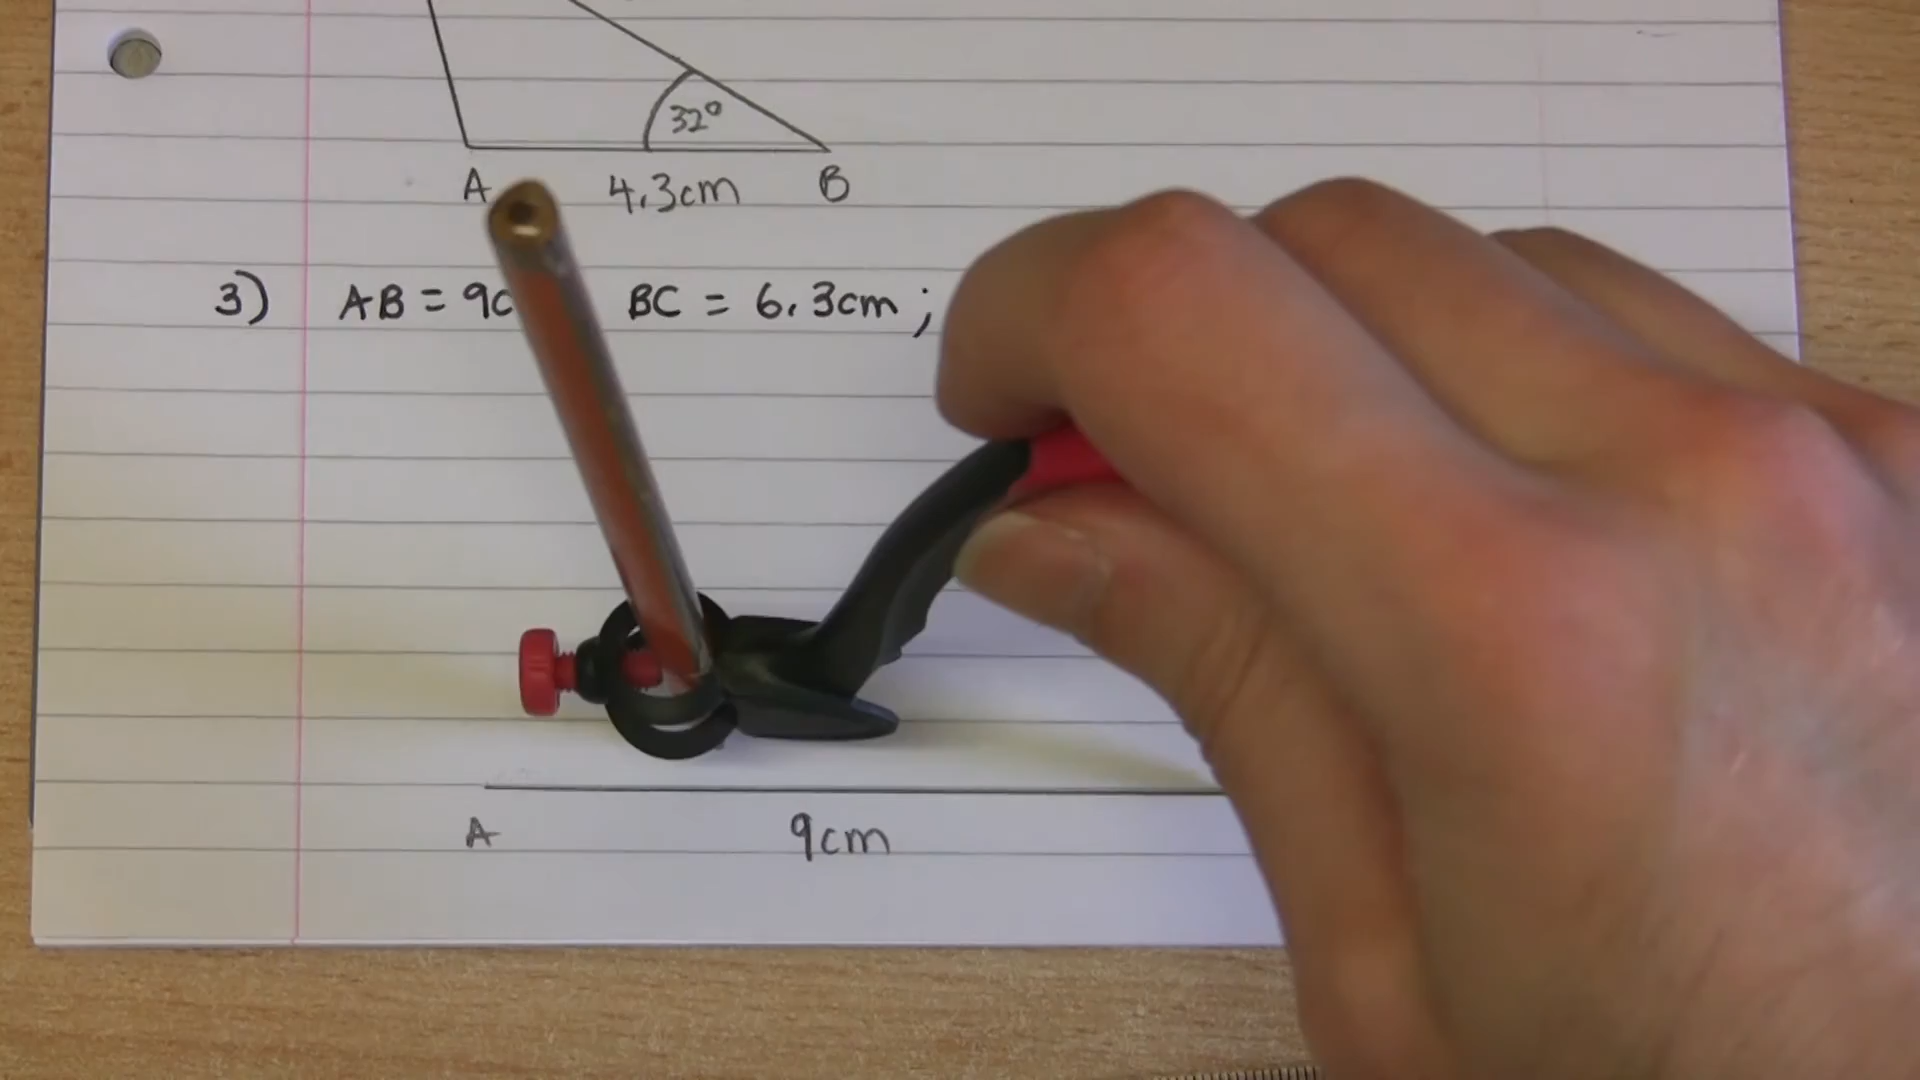 32°
A 4.3cm B
3) AB = 9c BC = 6.3cm ;
A 9cm